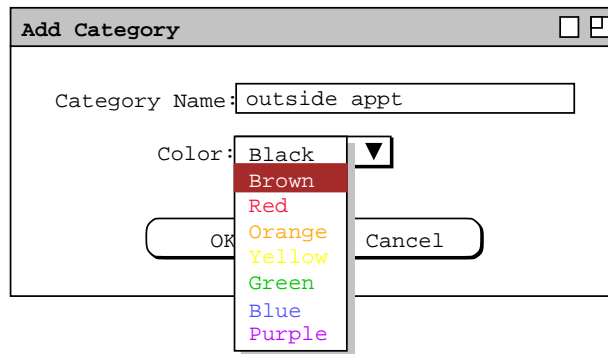 Add Category
Category Name: outside appt
Color: Black
Brown
Red
Orange
OK Cancel
Yellow
Green
Blue
Purple